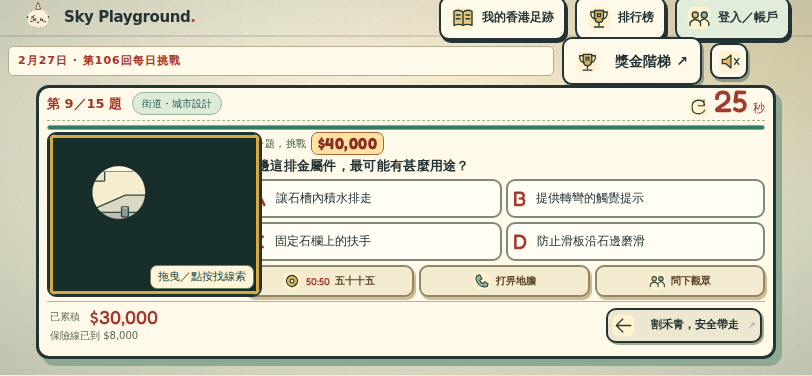 Sky Playground.
我的香港足跡
排行榜
登入／帳戶
2月27日 · 第106回每日挑戰
獎金階梯 ↗
第 9／15 題
街道 · 城市設計
25 秒
題，挑戰 $40,000
邊這排金屬件，最可能有甚麼用途？
讓石槽內積水排走
B 提供轉彎的觸覺提示
固定石欄上的扶手
D 防止滑板沿石邊磨滑
拖曳／點按找線索
50:50 五十十五
打畀地膽
問下觀眾
已累積 $30,000
保險線已到 $8,000
割禾青，安全帶走 ↗